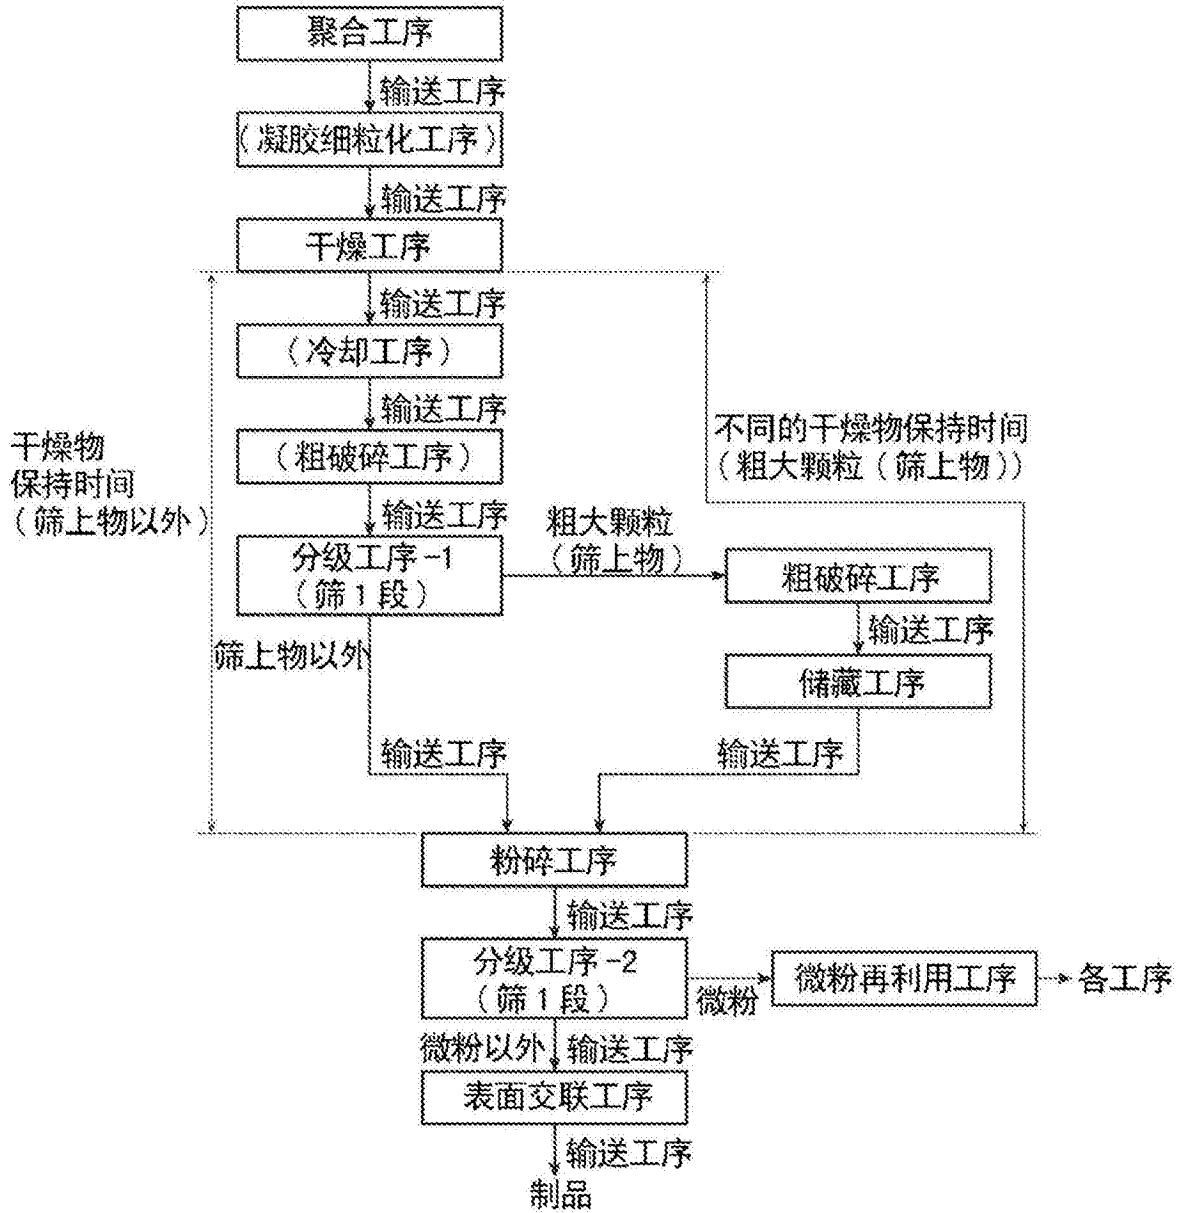 聚合工序
输送工序
(凝胶细粒化工序)
输送工序
干燥工序
输送工序
(冷却工序)
输送工序
(粗破碎工序)
输送工序
干燥物
保持时间
(筛上物以外)
不同的干燥物保持时间
(粗大颗粒(筛上物))
分级工序-1
(筛1段)
粗大颗粒
(筛上物)
粗破碎工序
输送工序
储藏工序
筛上物以外
输送工序
输送工序
粉碎工序
输送工序
分级工序-2
(筛1段)
微粉
微粉再利用工序
各工序
微粉以外
输送工序
表面交联工序
输送工序
制品